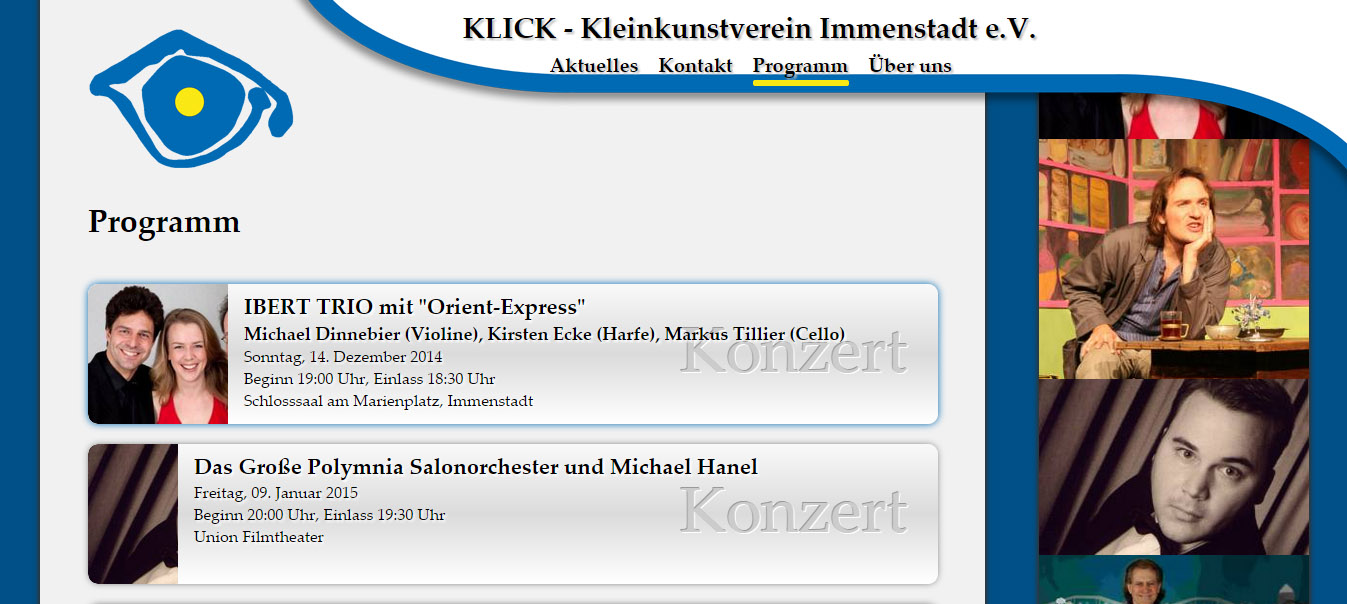 KLICK - Kleinkunstverein Immenstadt e.V.
Aktuelles Kontakt Programm Über uns
Programm
IBERT TRIO mit "Orient-Express"
Michael Dinnebier (Violine), Kirsten Ecke (Harfe), Markus Tillier (Cello)
Sonntag, 14. Dezember 2014
Beginn 19:00 Uhr, Einlass 18:30 Uhr
Schlosssaal am Marienplatz, Immenstadt
Konzert
Das Große Polymnia Salonorchester und Michael Hanel
Freitag, 09. Januar 2015
Beginn 20:00 Uhr, Einlass 19:30 Uhr
Union Filmtheater
Konzert